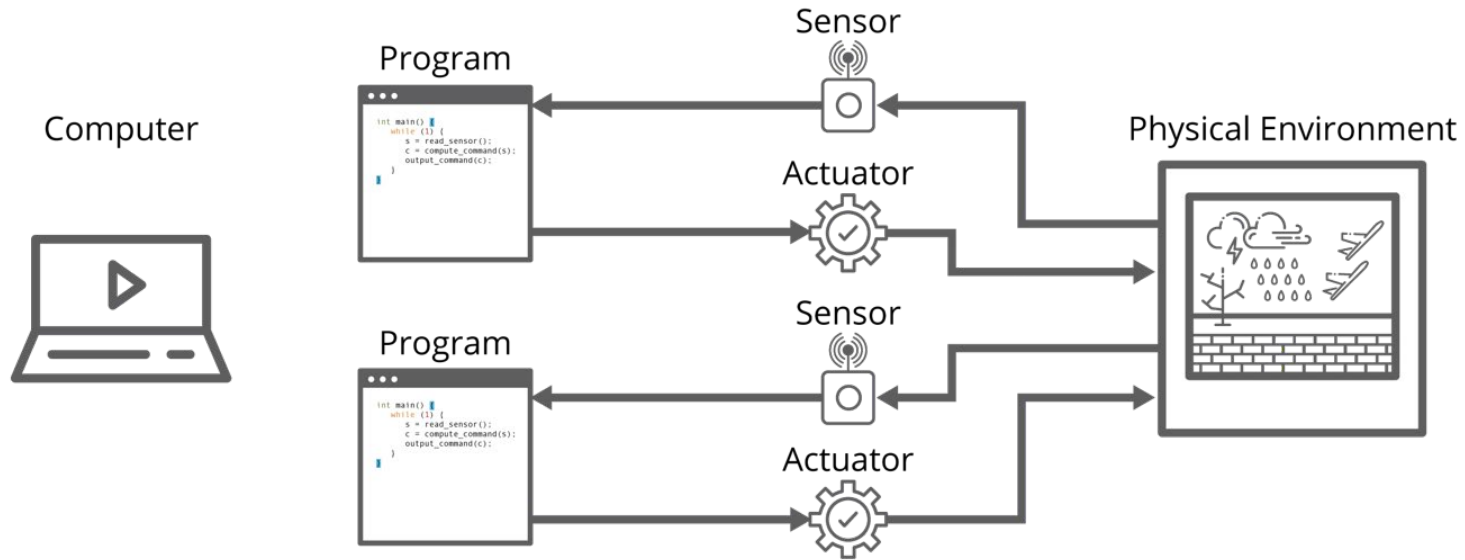 Computer
Program
int main() {
while (1) {
s = read_sensor();
c = compute_command(s);
output_command(c);
}
}
Sensor
Actuator
Program
int main() {
while (1) {
s = read_sensor();
c = compute_command(s);
output_command(c);
}
}
Sensor
Actuator
Physical Environment